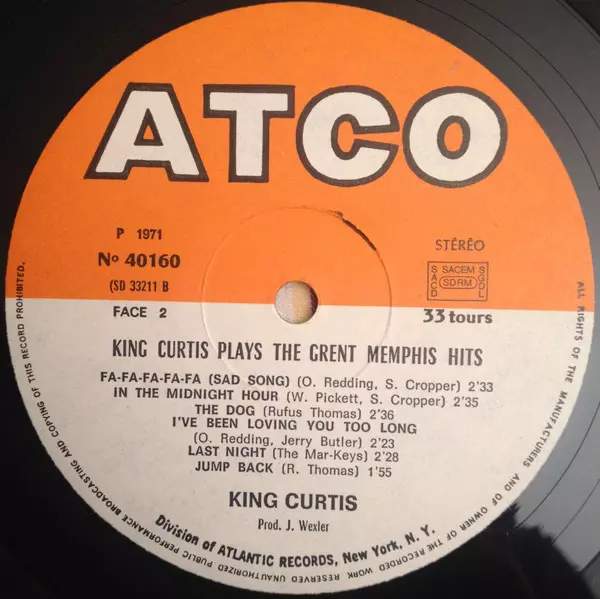 ATCO
P 1971
Nº 40160
(SD 33211 B
FACE 2
STÉRÉO
SACD
SACEM
SDRM
SGDL
33 tours
KING CURTIS PLAYS THE GRENT MEMPHIS HITS
FA-FA-FA-FA-FA (SAD SONG) (O. Redding, S. Cropper) 2'33
IN THE MIDNIGHT HOUR (W. Pickett, S. Cropper) 2'35
THE DOG (Rufus Thomas) 2'36
I'VE BEEN LOVING YOU TOO LONG
(O. Redding, Jerry Butler) 2'23
LAST NIGHT (The Mar-Keys) 2'28
JUMP BACK (R. Thomas) 1'55
KING CURTIS
Prod. J. Wexler
Division of ATLANTIC RECORDS, New York, N. Y.
ALL RIGHTS OF THE MANUFACTURERS AND OF OWNER OF THE RECORDED WORK RESERVED UNAUTHORIZED PUBLIC PERFORMANCE BROADCASTING AND COPYING OF THIS RECORD PROHIBITED.